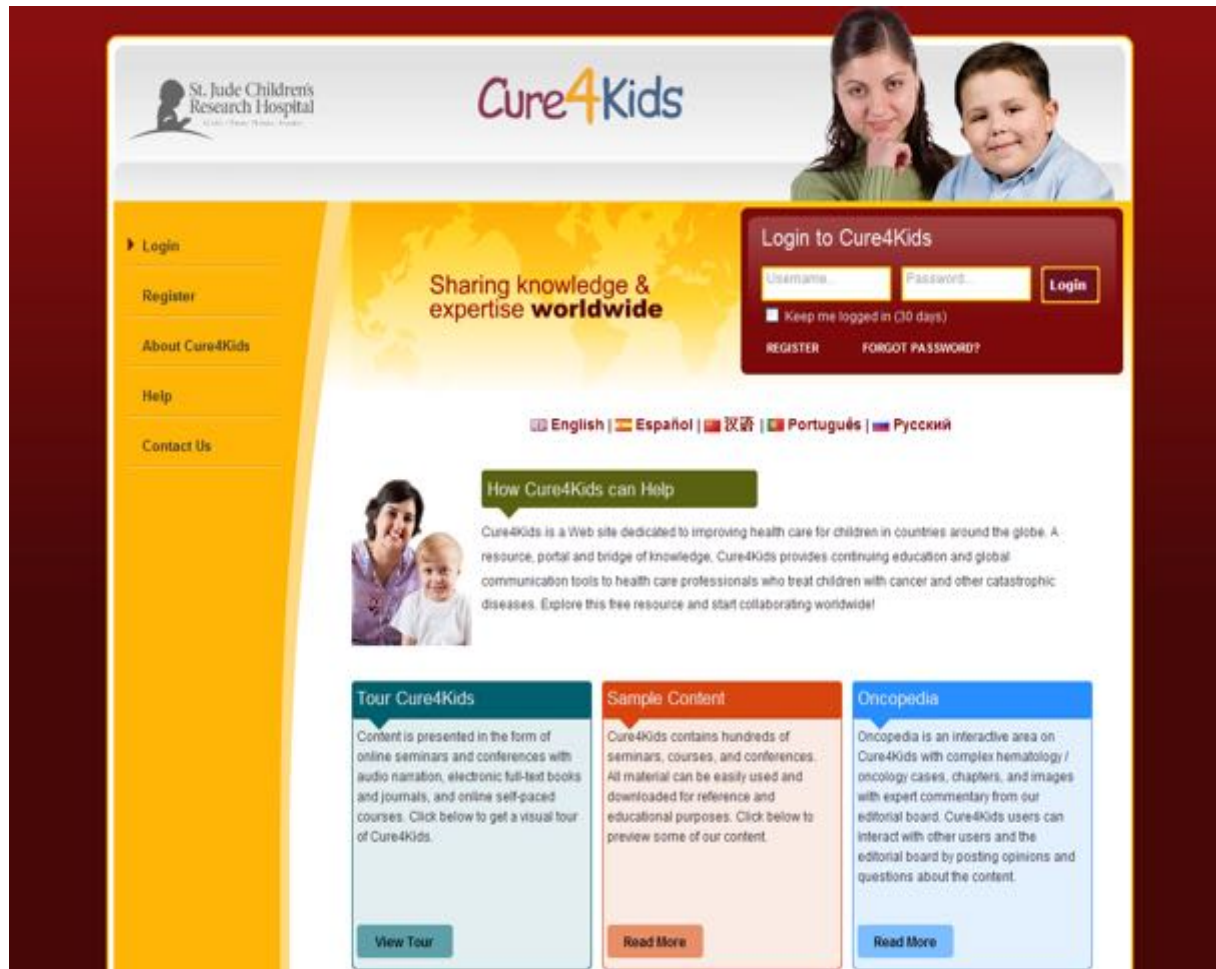 St. Jude Children's
Research Hospital
Cure4Kids
Login
Register
About Cure4Kids
Help
Contact Us
Sharing knowledge &
expertise worldwide
Login to Cure4Kids
Username...
Password...
Login
Keep me logged in (30 days)
REGISTER FORGOT PASSWORD?
English | Español | 汉语 | Português | Русский
How Cure4Kids can Help
Cure4Kids is a Web site dedicated to improving health care for children in countries around the globe. A
resource, portal and bridge of knowledge, Cure4Kids provides continuing education and global
communication tools to health care professionals who treat children with cancer and other catastrophic
diseases. Explore this free resource and start collaborating worldwide!
Tour Cure4Kids
Content is presented in the form of
online seminars and conferences with
audio narration, electronic full-text books
and journals, and online self-paced
courses. Click below to get a visual tour
of Cure4Kids.
View Tour
Sample Content
Cure4Kids contains hundreds of
seminars, courses, and conferences.
All material can be easily used and
downloaded for reference and
educational purposes. Click below to
preview some of our content.
Read More
Oncopedia
Oncopedia is an interactive area on
Cure4Kids with complex hematology /
oncology cases, chapters, and images
with expert commentary from our
editorial board. Cure4Kids users can
interact with other users and the
editorial board by posting opinions and
questions about the content.
Read More